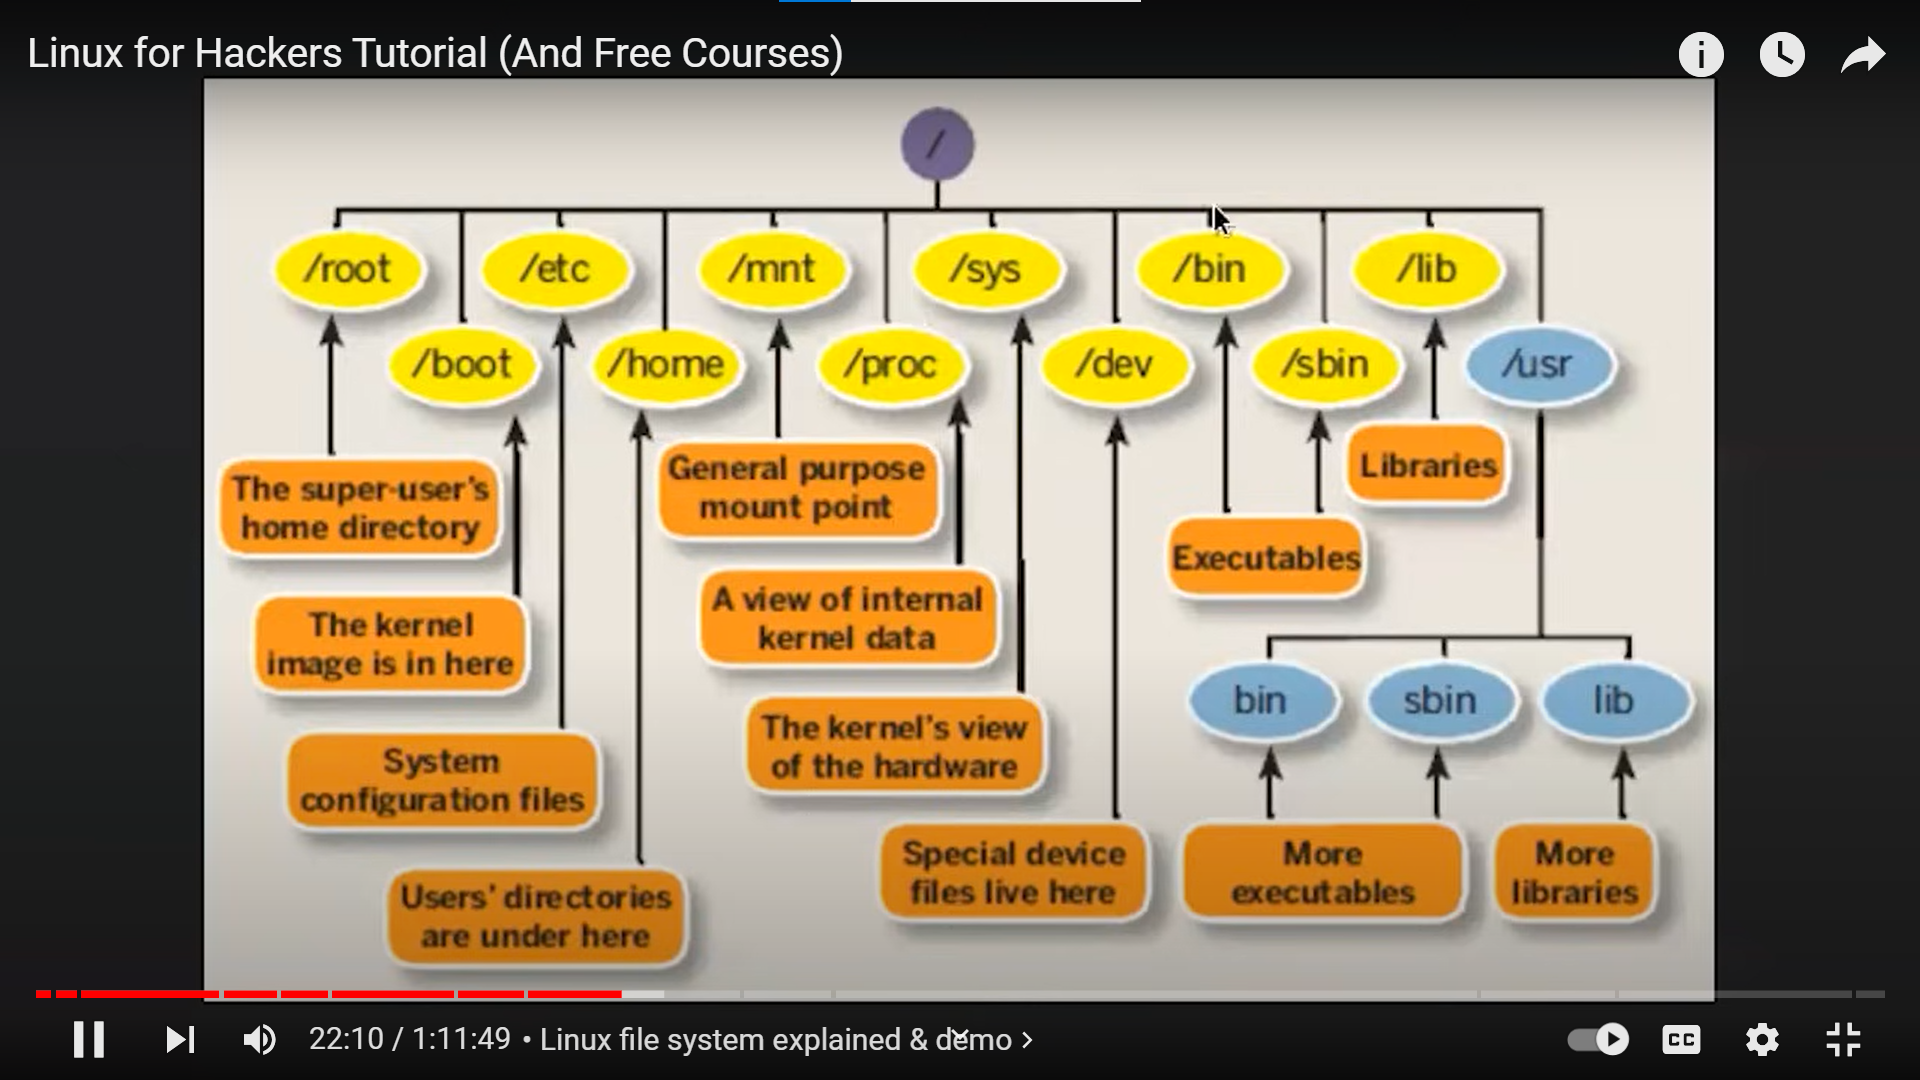 Linux for Hackers Tutorial (And Free Courses)
/
/root
/etc
/mnt
/sys
/bin
/lib
/boot
/home
/proc
/dev
/sbin
/usr
The super-user's
home directory
General purpose
mount point
Libraries
Executables
The kernel
image is in here
A view of internal
kernel data
bin
sbin
lib
System
configuration files
The kernel's view
of the hardware
Users' directories
are under here
Special device
files live here
More
executables
More
libraries
22:10 / 1:11:49 • Linux file system explained & demo ›
CC